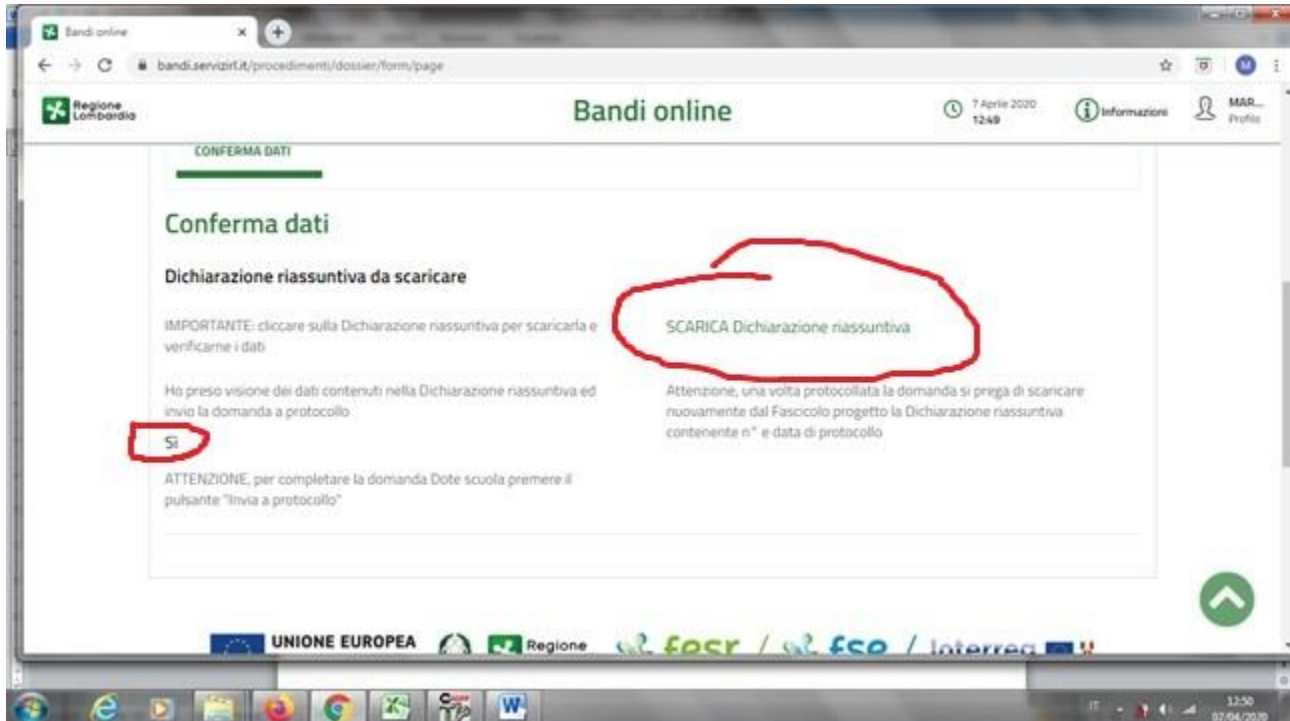 Bandi online
bandi.servizirl.it/procedimenti/dossier/form/page
M
Regione
Lombardia
Bandi online
7 Aprile 2020
12:49
Informazioni
MAR...
Profilo
CONFERMA DATI
Conferma dati
Dichiarazione riassuntiva da scaricare
IMPORTANTE: cliccare sulla Dichiarazione riassuntiva per scaricarla e
verificarne i dati
SCARICA Dichiarazione riassuntiva
Ho preso visione dei dati contenuti nella Dichiarazione riassuntiva ed
invio la domanda a protocollo
Sì
Attenzione, una volta protocollata la domanda si prega di scaricare
nuovamente dal Fascicolo progetto la Dichiarazione riassuntiva
contenente n° e data di protocollo
ATTENZIONE, per completare la domanda Dote scuola premere il
pulsante "Invia a protocollo"
UNIONE EUROPEA
Regione
fesr / fse / Interreg
IT
12:50
07/04/2020